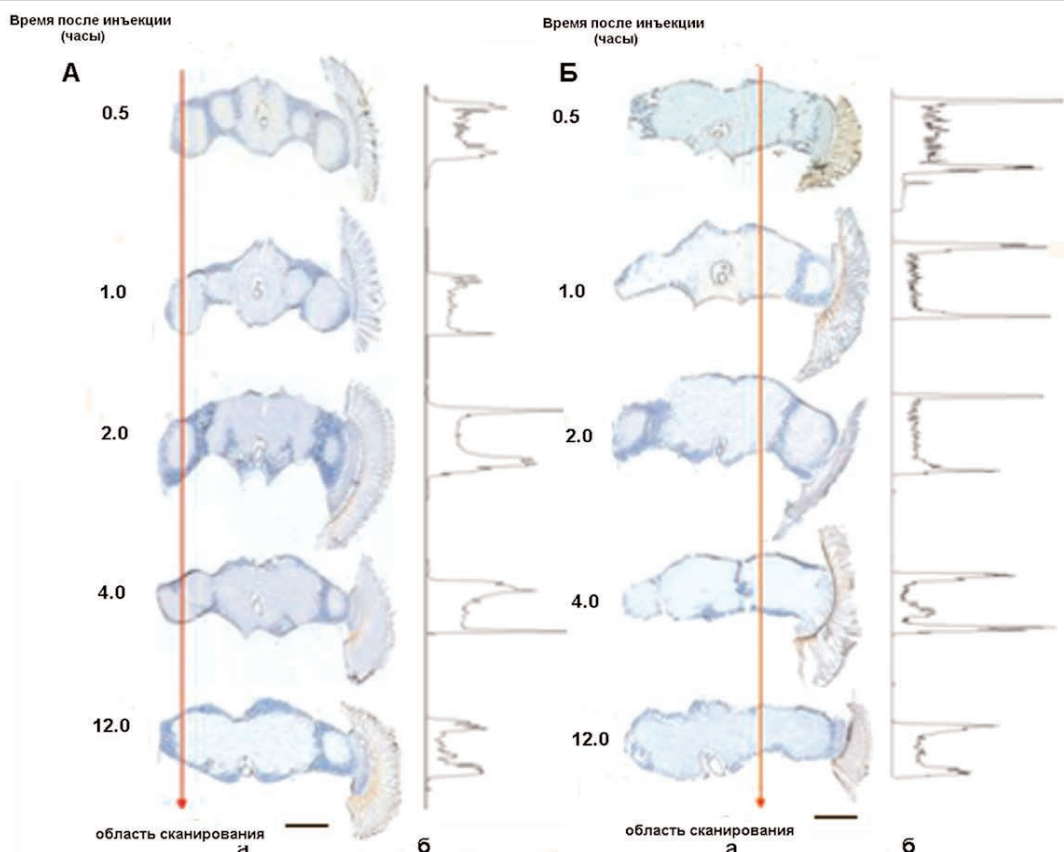 Время после инъекции
(часы)
А
0.5
1.0
2.0
4.0
12.0
область сканирования
а
б
Время после инъекции
(часы)
Б
0.5
1.0
2.0
4.0
12.0
область сканирования
а
б